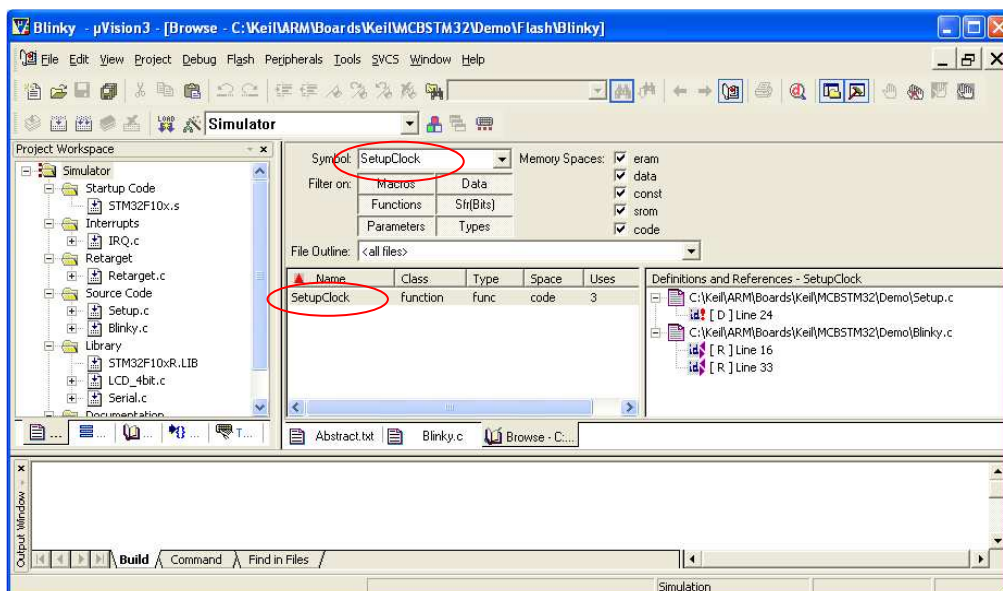 Blinky - µVision3 - [Browse - C:\Keil\ARM\Boards\Keil\MCBSTM32\Demo\Flash\Blinky]
File Edit View Project Debug Flash Peripherals Tools SVCS Window Help
LOAD Simulator
Project Workspace
Simulator
Startup Code
STM32F10x.s
Interrupts
IRQ.c
Retarget
Retarget.c
Source Code
Setup.c
Blinky.c
Library
STM32F10xR.LIB
LCD_4bit.c
Serial.c
Documentation
... ... ... ... T...
Symbol: SetupClock
Filter on: Macros Data
Functions Sfr(Bits)
Parameters Types
Memory Spaces: eram
data
const
srom
code
File Outline: <all files>
Name Class Type Space Uses
SetupClock function func code 3
Definitions and References - SetupClock
C:\Keil\ARM\Boards\Keil\MCBSTM32\Demo\Setup.c
[ D ] Line 24
C:\Keil\ARM\Boards\Keil\MCBSTM32\Demo\Blinky.c
[ R ] Line 16
[ R ] Line 33
Abstract.txt Blinky.c Browse - C:...
Output Window
Build Command Find in Files
Simulation